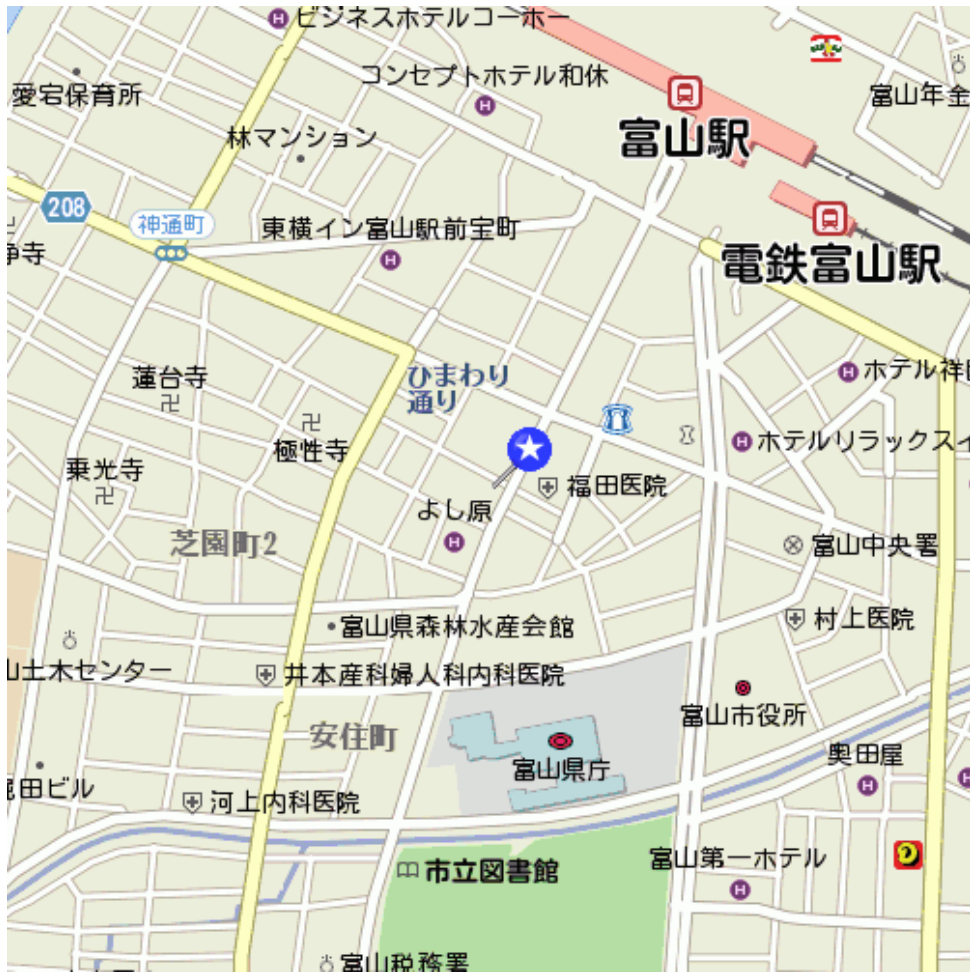 ビジネスホテルコーホー
コンセプトホテル和休
愛宕保育所
富山年金
富山駅
林マンション
208
神通町
東横イン富山駅前宝町
浄寺
電鉄富山駅
ひまわり
通り
ホテル祥
蓮台寺
極性寺
ホテルリラックスイ
乗光寺
福田医院
よし原
芝園町2
富山中央署
富山県森林水産会館
村上医院
山土木センター
井本産科婦人科内科医院
富山市役所
安住町
富山県庁
奥田屋
田ビル
河上内科医院
富山第一ホテル
市立図書館
富山税務署